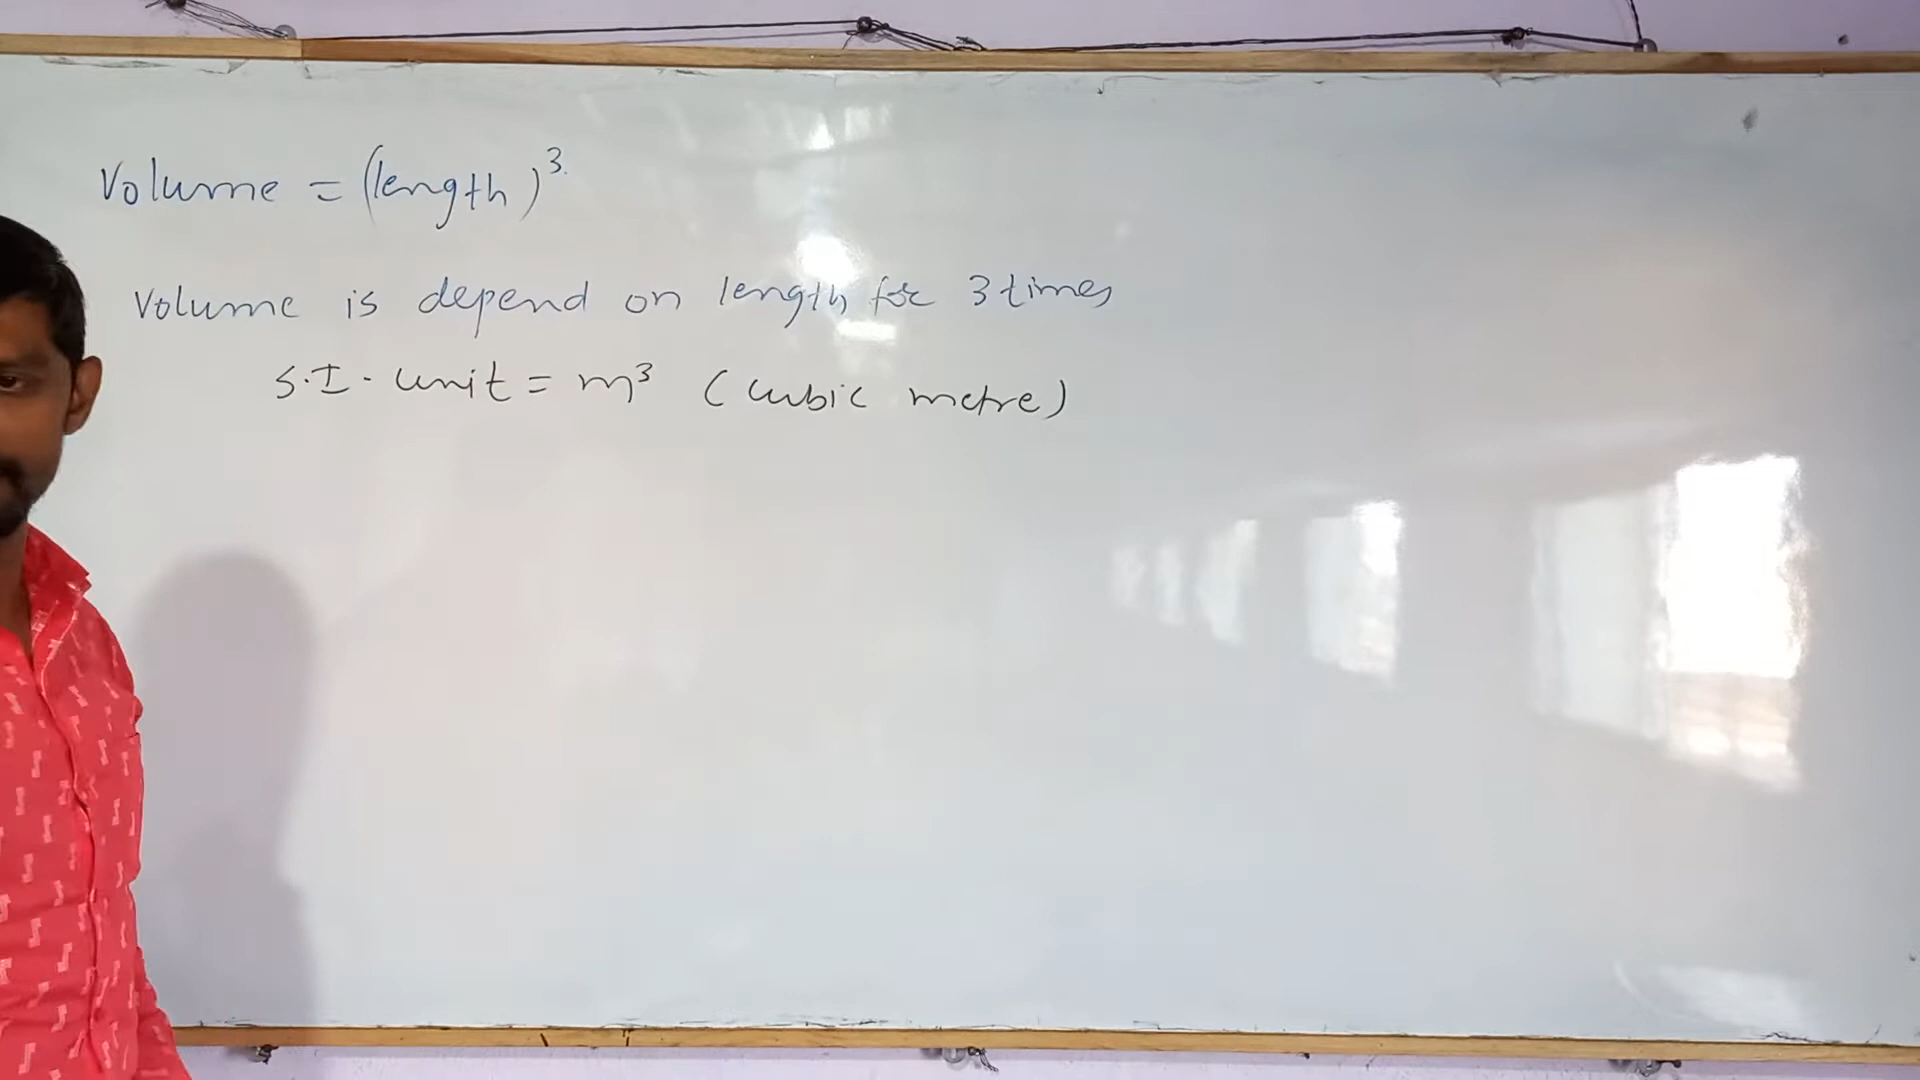 Volume = (length)³
Volume is depend on length for 3 times
S.I. unit = m³ (cubic metre)